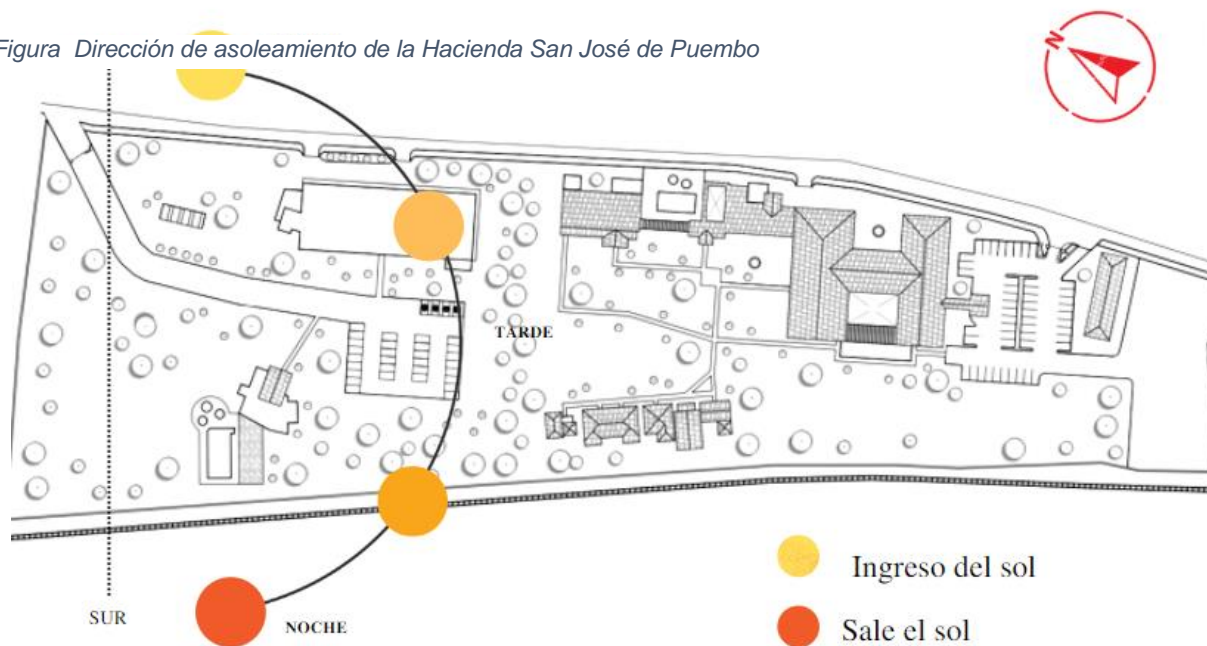 Figura Dirección de asoleamiento de la Hacienda San José de Puembo
N
TARDE
SUR
NOCHE
Ingreso del sol
Sale el sol